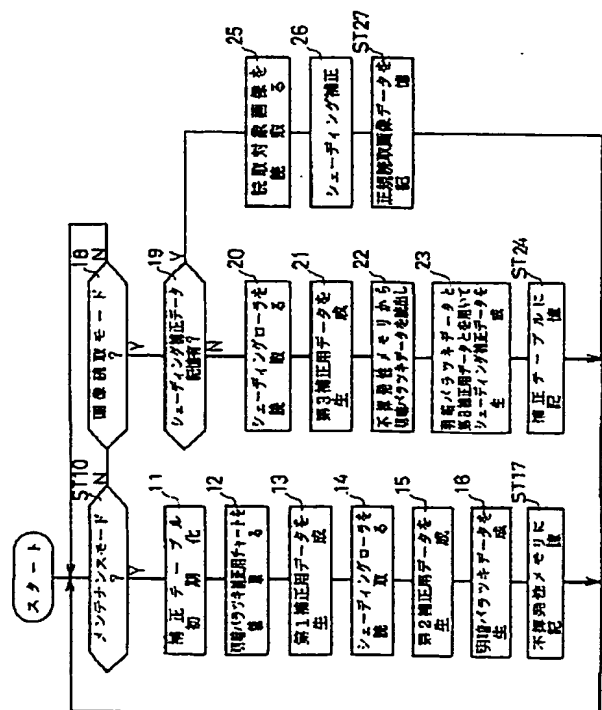 スタート
ST10
メンテナンスモード
?
Y
N
11
補正テーブル
初期化
12
明暗バラツキ補正用チャートを
読取る
13
第1補正用データを
生成
14
シェーディングローラを
読取る
15
第2補正用データを
生成
16
明暗バラツキデータを
生成
ST17
不揮発性メモリに
記憶
18
画像読取モード
?
Y
N
19
シェーディング補正データ
記憶有?
Y
N
20
シェーディングローラを
読取る
21
第3補正用データを
生成
22
不揮発性メモリから
明暗バラツキデータを読出し
23
明暗バラツキデータと
第3補正用データとを用いて
シェーディング補正データを
生成
ST24
補正テーブルに
記憶
25
読取対象画像を
読取る
26
シェーディング補正
ST27
正規読取画像データを
記憶